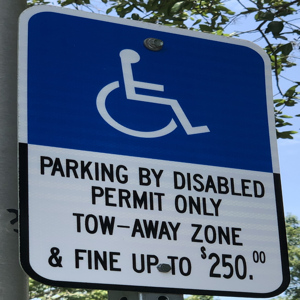 PARKING BY DISABLED
PERMIT ONLY
TOW-AWAY ZONE
& FINE UP TO $250.00